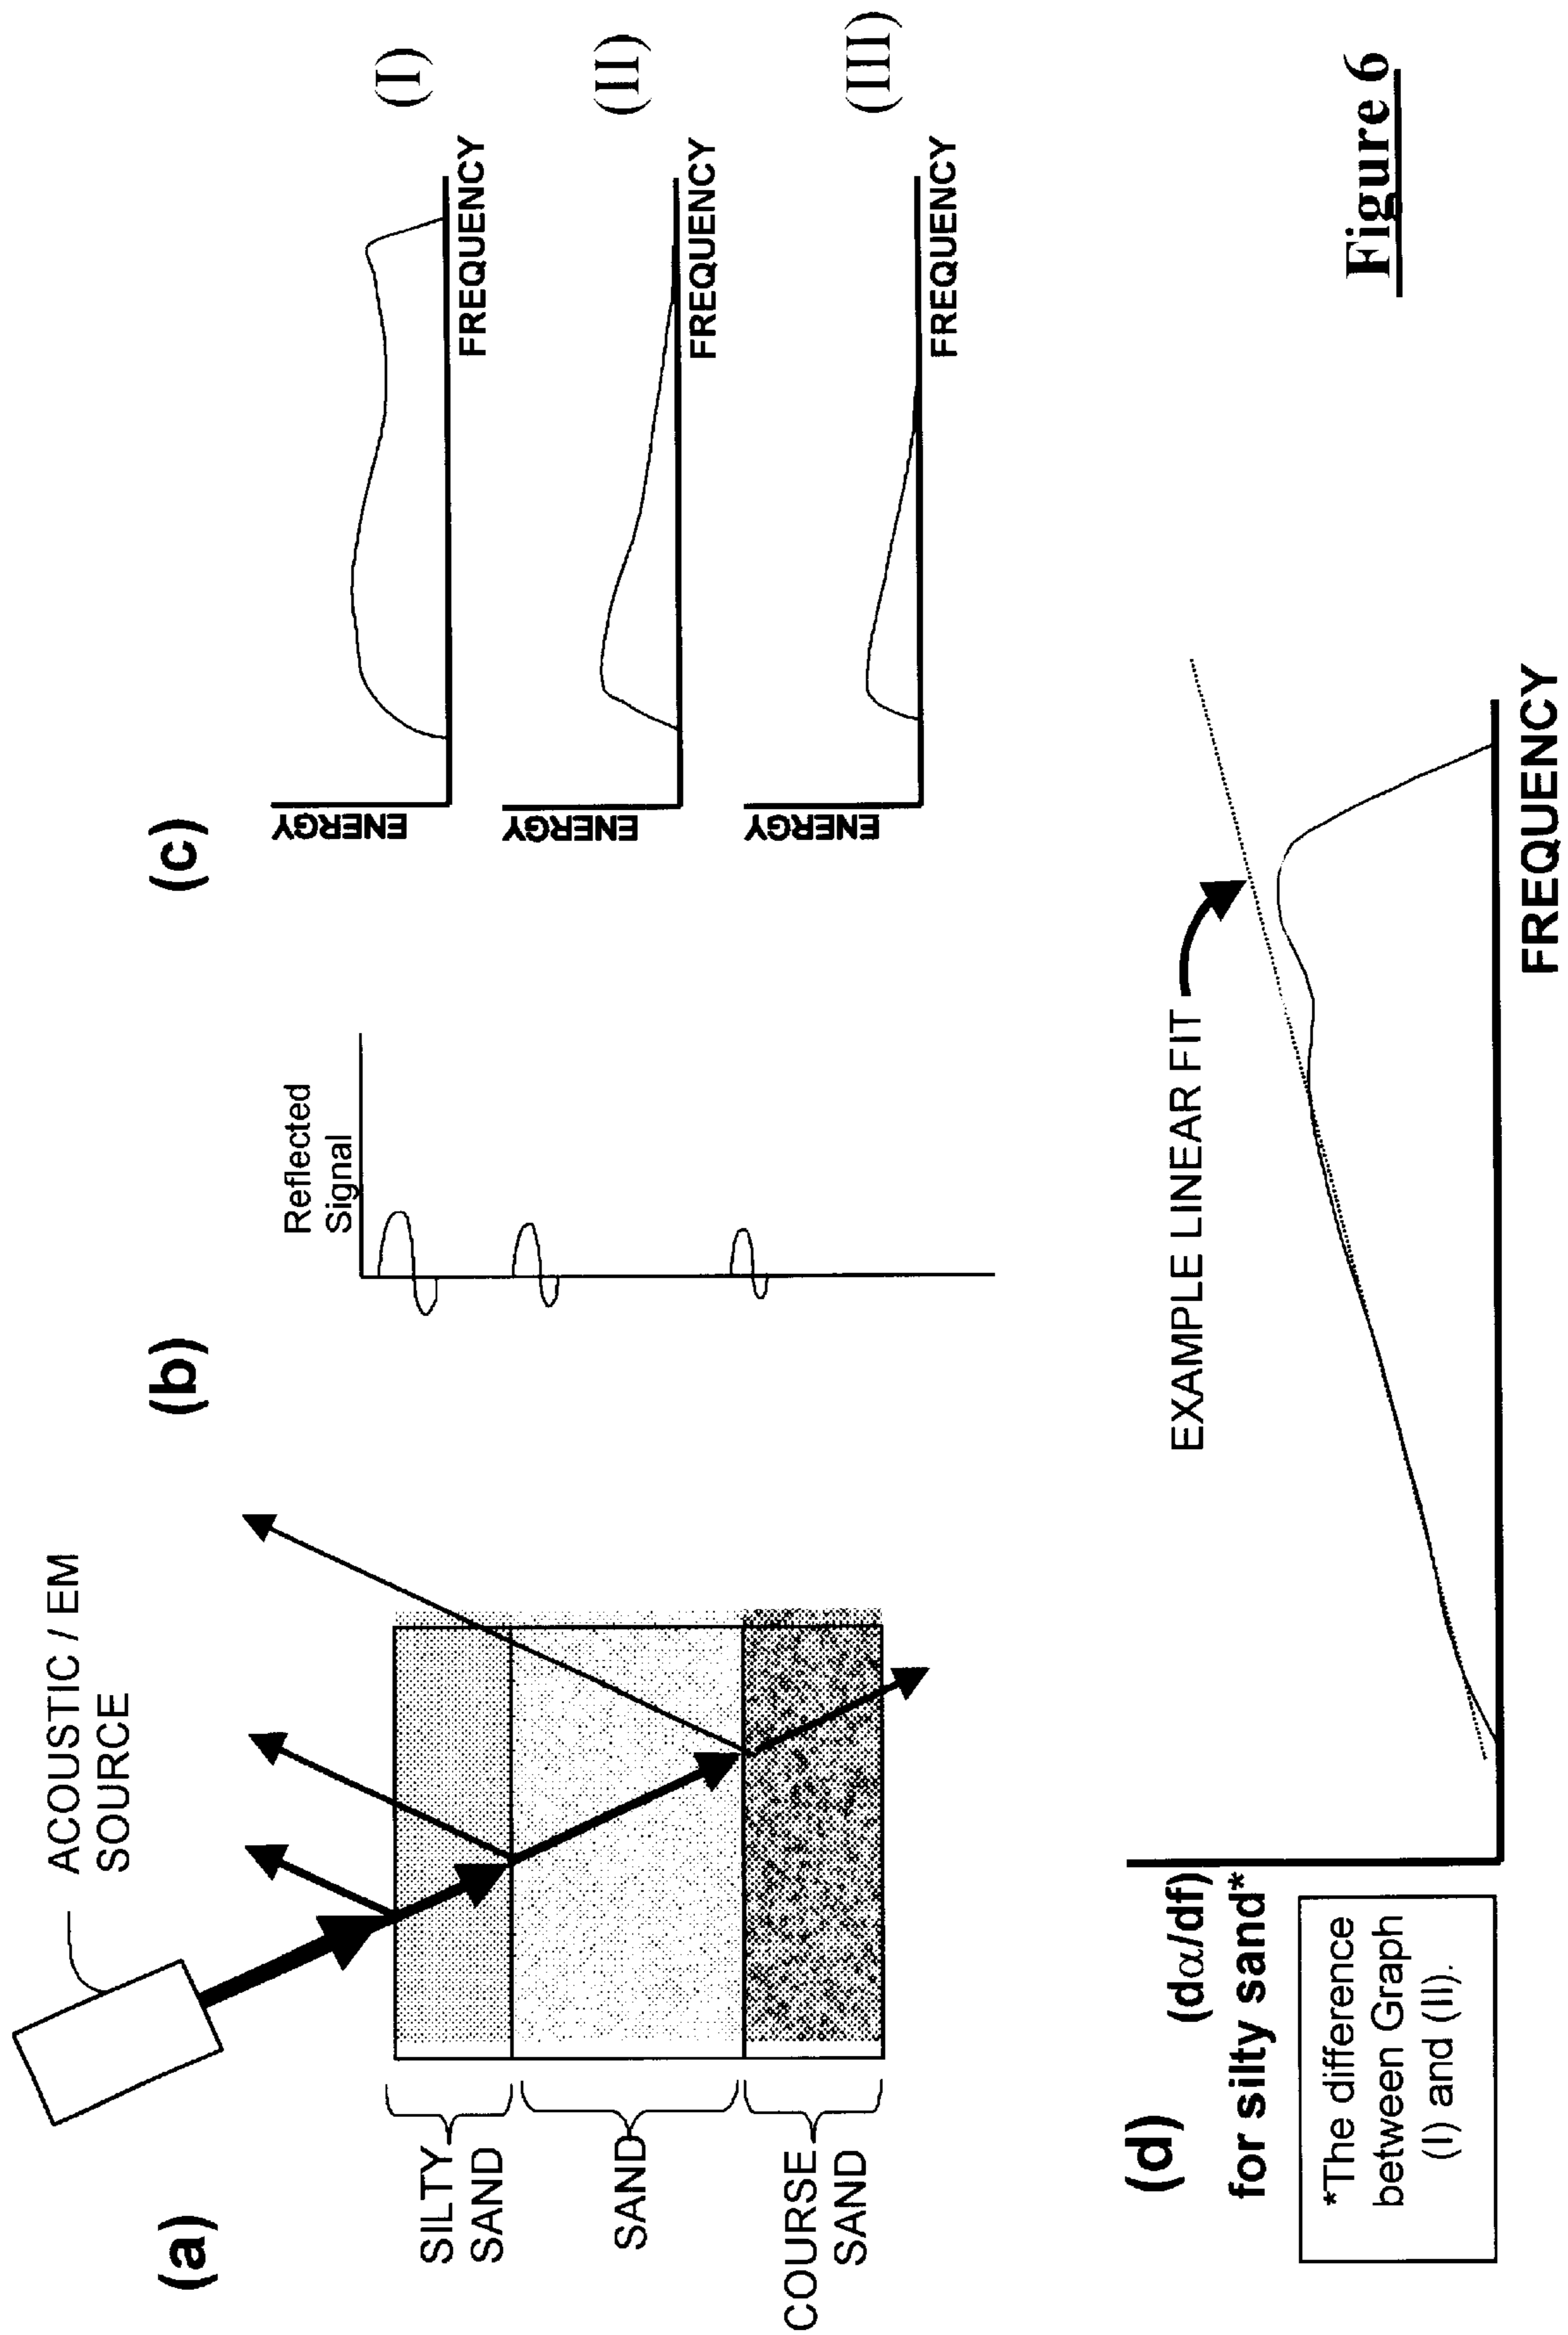 (a)
ACOUSTIC / EM
SOURCE
SILTY
SAND
SAND
COURSE
SAND
(b)
Reflected
Signal
(c)
ENERGY
FREQUENCY
(I)
ENERGY
FREQUENCY
(II)
ENERGY
FREQUENCY
(III)
(d)
(dα/df)
for silty sand*
*The difference
between Graph
(I) and (II).
EXAMPLE LINEAR FIT
FREQUENCY
Figure 6